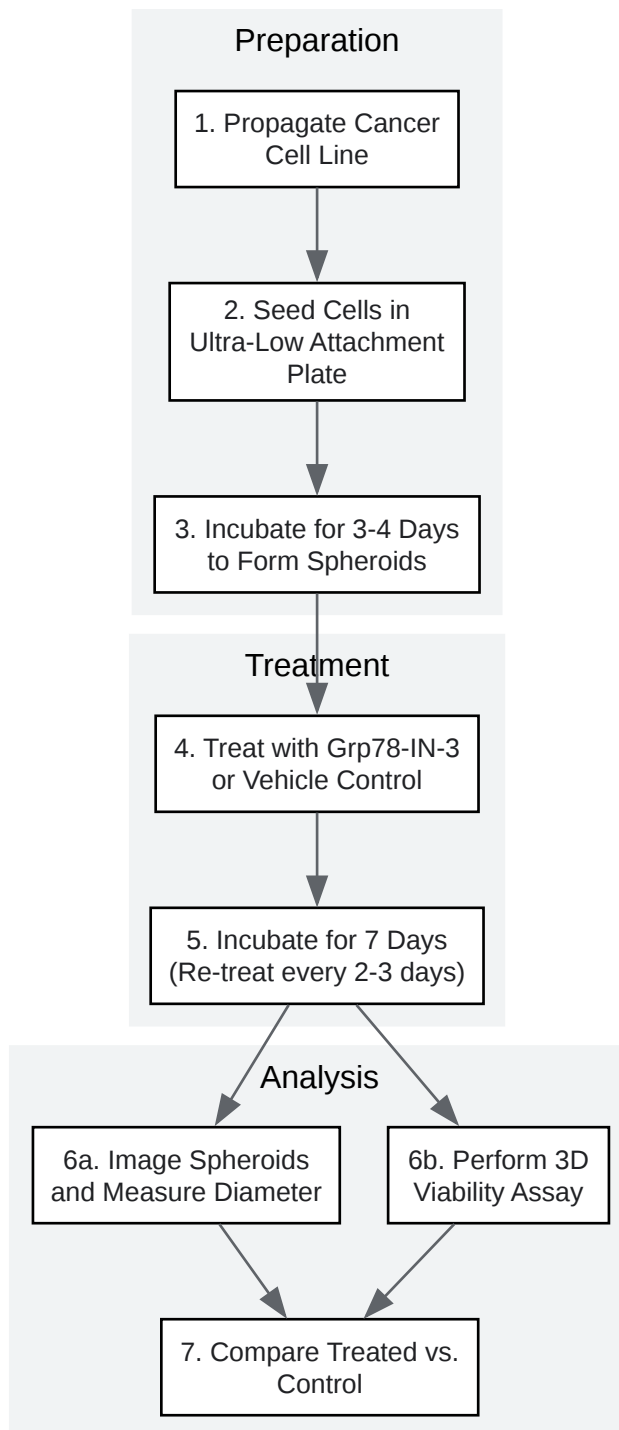 Preparation
1. Propagate Cancer
Cell Line
2. Seed Cells in
Ultra-Low Attachment
Plate
3. Incubate for 3-4 Days
to Form Spheroids
Treatment
4. Treat with Grp78-IN-3
or Vehicle Control
5. Incubate for 7 Days
(Re-treat every 2-3 days)
Analysis
6a. Image Spheroids
and Measure Diameter
6b. Perform 3D
Viability Assay
7. Compare Treated vs.
Control